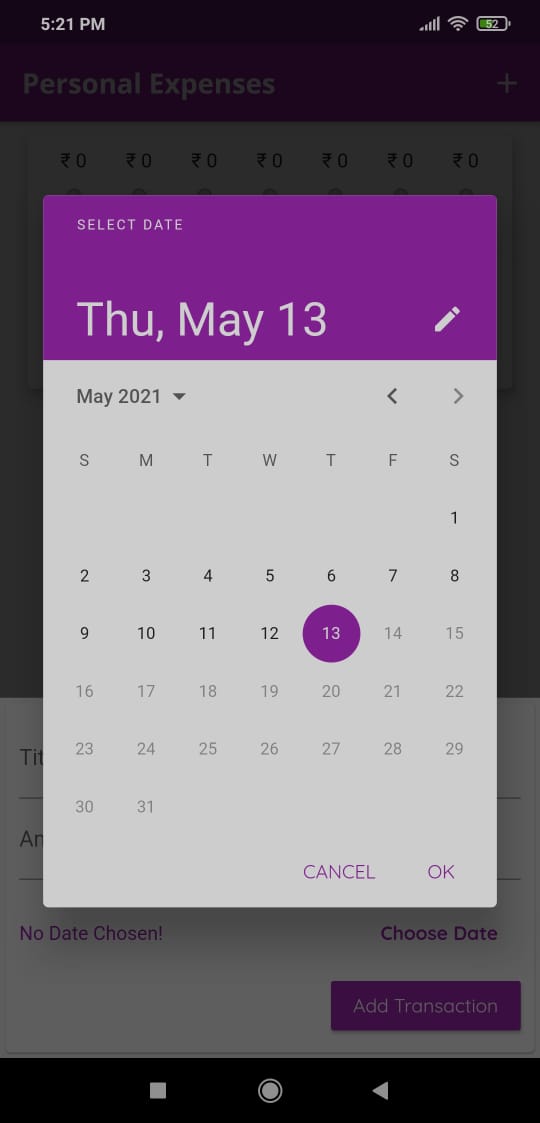 5:21 PM
52
Personal Expenses
₹ 0 ₹ 0 ₹ 0 ₹ 0 ₹ 0 ₹ 0 ₹ 0
SELECT DATE
Thu, May 13
May 2021
S M T W T F S
1
2 3 4 5 6 7 8
9 10 11 12 13 14 15
16 17 18 19 20 21 22
23 24 25 26 27 28 29
30 31
Tit
Am
CANCEL OK
No Date Chosen! Choose Date
Add Transaction